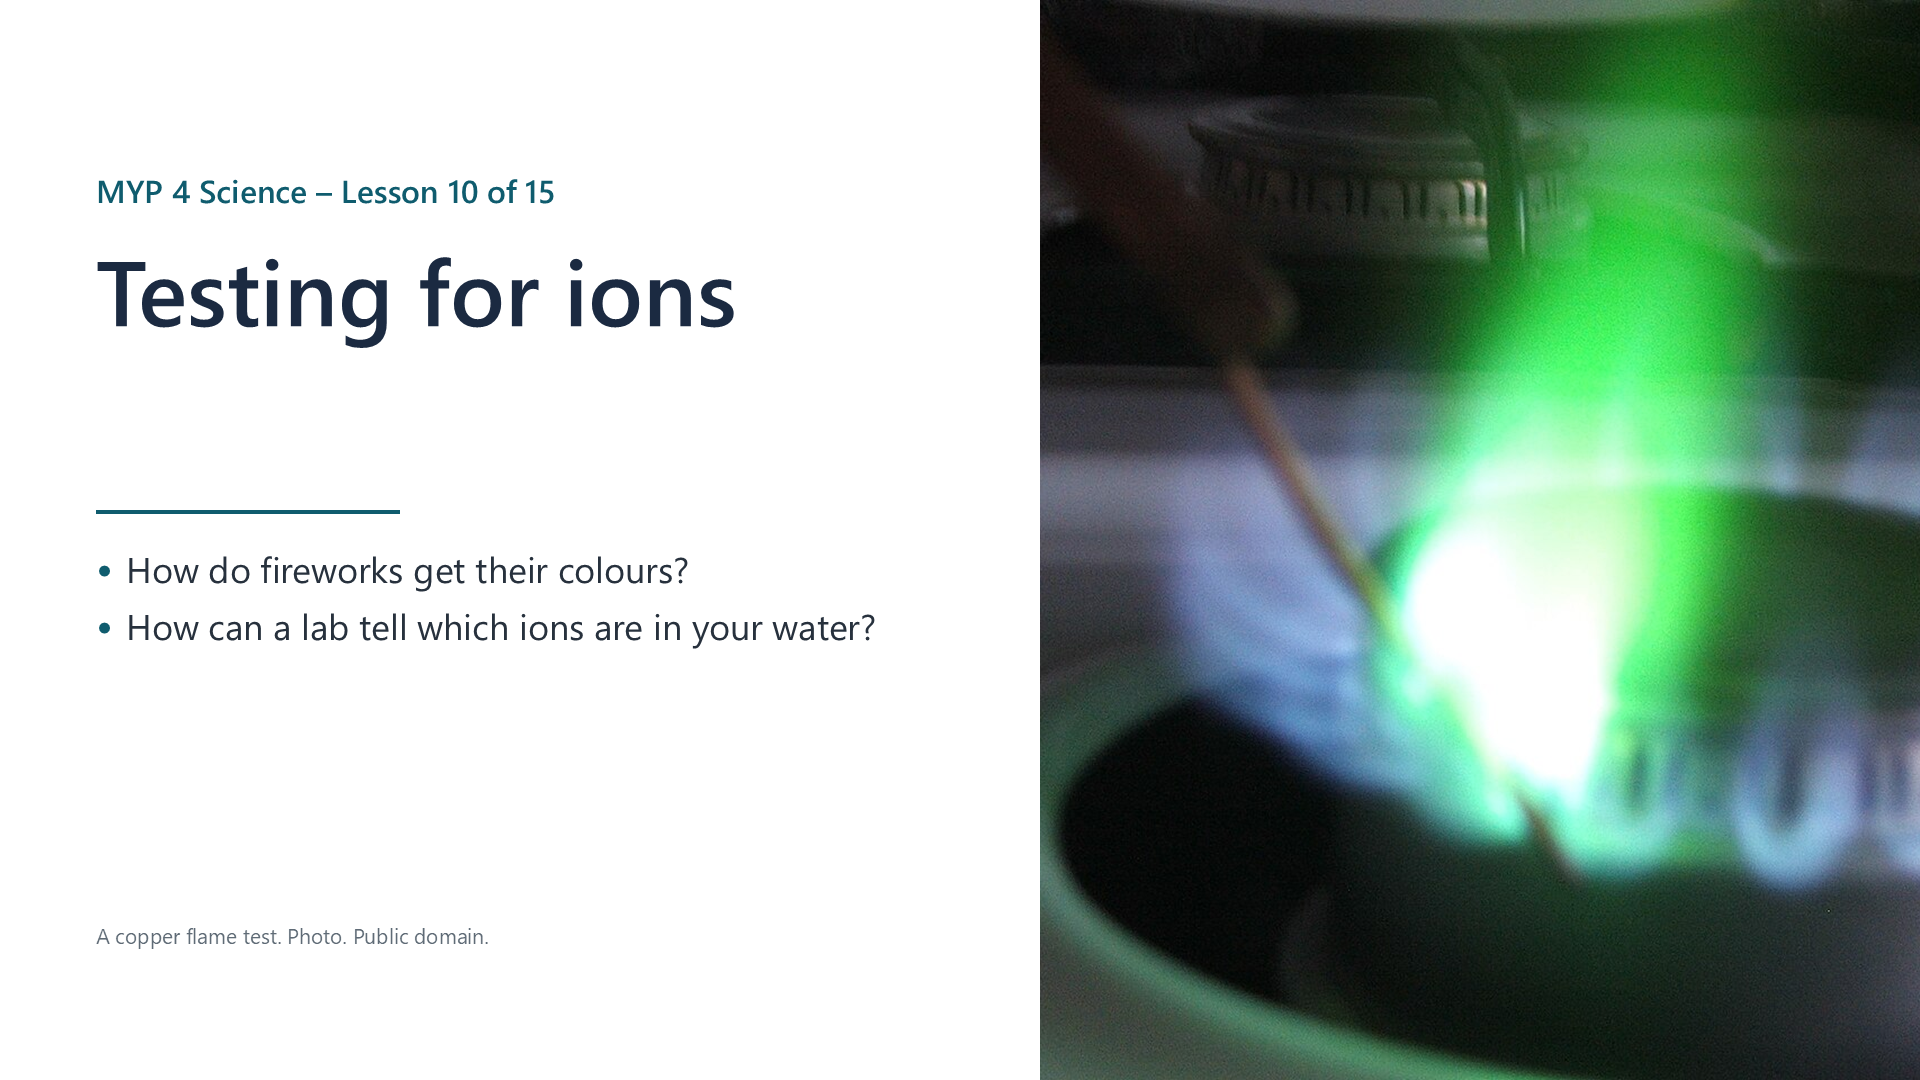 MYP 4 Science – Lesson 10 of 15
Testing for ions
• How do fireworks get their colours?
• How can a lab tell which ions are in your water?
A copper flame test. Photo. Public domain.